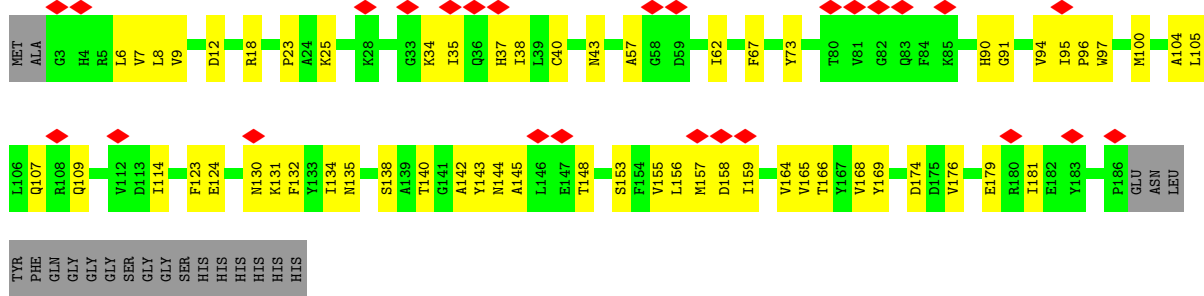 MET ALA G3 H4 R5 L6 V7 L8 V9 D12 R18 P23 A24 K25 K28 G33 K34 I35 Q36 H37 I38 L39 C40 N43 A57 G58 D59 I62 F67 Y73 T80 V81 G82 Q83 F84 K85 H90 G91 V94 I95 P96 W97 M100 A104 L105
L106 Q107 R108 Q109 V112 D113 I114 F123 E124 N130 K131 F132 Y133 I134 N135 S138 A139 T140 G141 A142 Y143 N144 A145 L146 E147 T148 S153 F154 V155 L156 M157 D158 I159 V164 V165 T166 Y167 V168 Y169 D174 D175 V176 E179 R180 I181 E182 Y183 P186 GLU ASN LEU
TYR PHE GLN GLY GLY GLY SER GLY GLY SER HIS HIS HIS HIS HIS HIS